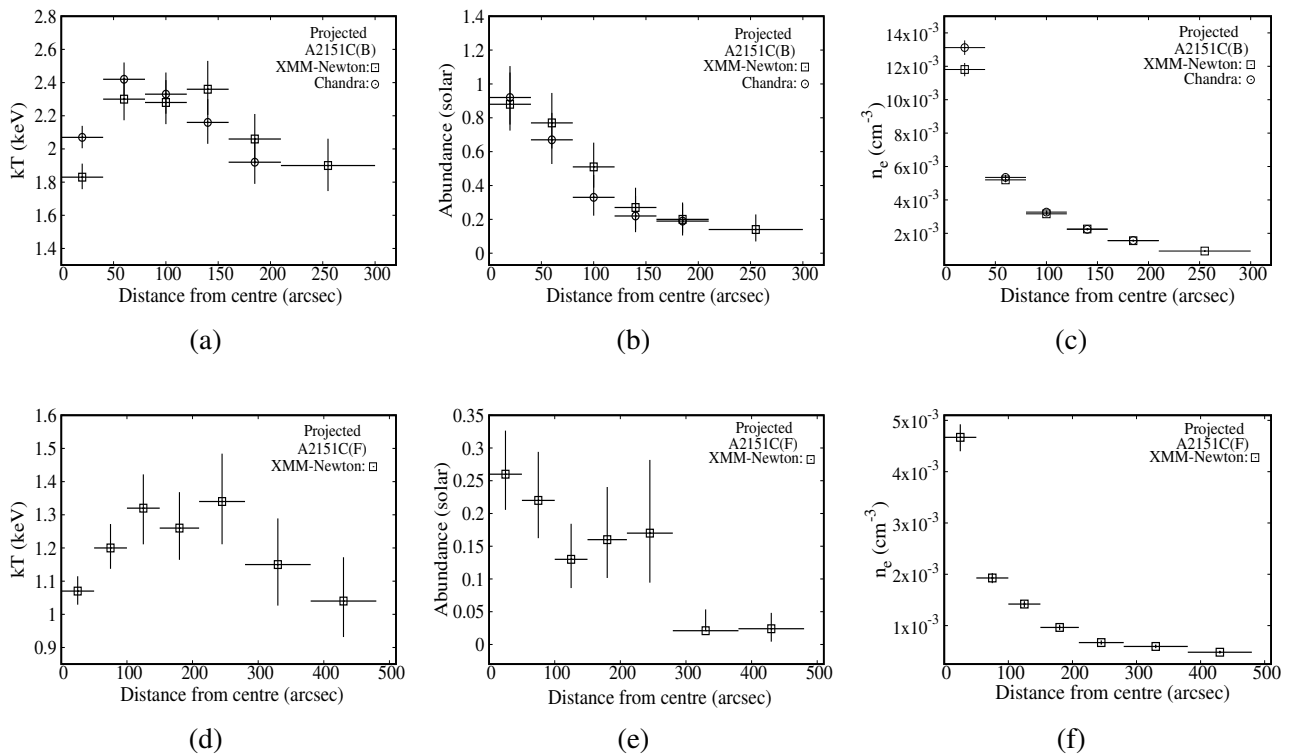 2.8
2.6
2.4
2.2
2
1.8
1.6
1.4
kT (keV)
0 50 100 150 200 250 300
Distance from centre (arcsec)
Projected
A2151C(B)
XMM-Newton:
Chandra:
(a)
1.4
1.2
1
0.8
0.6
0.4
0.2
0
Abundance (solar)
0 50 100 150 200 250 300
Distance from centre (arcsec)
Projected
A2151C(B)
XMM-Newton:
Chandra:
(b)
14x10⁻³
12x10⁻³
10x10⁻³
8x10⁻³
6x10⁻³
4x10⁻³
2x10⁻³
n_e (cm⁻³)
0 50 100 150 200 250 300
Distance from centre (arcsec)
Projected
A2151C(B)
XMM-Newton:
Chandra:
(c)
1.6
1.5
1.4
1.3
1.2
1.1
1
0.9
kT (keV)
0 100 200 300 400 500
Distance from centre (arcsec)
Projected
A2151C(F)
XMM-Newton:
(d)
0.35
0.3
0.25
0.2
0.15
0.1
0.05
0
Abundance (solar)
0 100 200 300 400 500
Distance from centre (arcsec)
Projected
A2151C(F)
XMM-Newton:
(e)
5x10⁻³
4x10⁻³
3x10⁻³
2x10⁻³
1x10⁻³
n_e (cm⁻³)
0 100 200 300 400 500
Distance from centre (arcsec)
Projected
A2151C(F)
XMM-Newton:
(f)